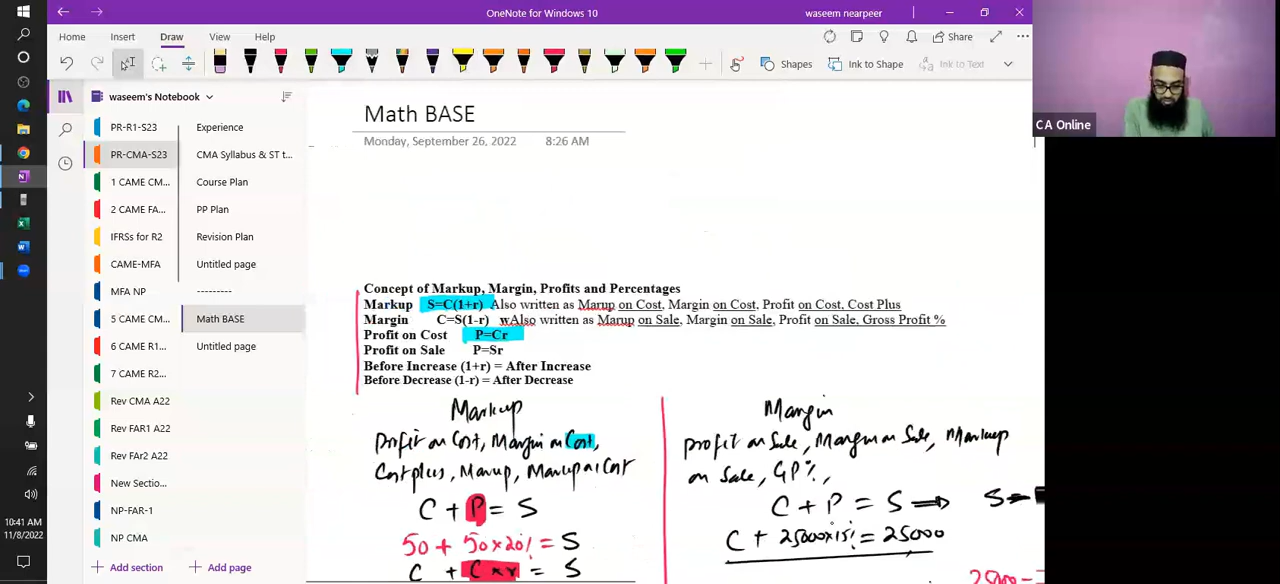 OneNote for Windows 10
waseem nearpeer
Home Insert Draw View Help
Share
Shapes Ink to Shape Ink to Text
waseem's Notebook
PR-R1-S23
PR-CMA-S23
1 CAME CM...
2 CAME FA...
IFRSs for R2
CAME-MFA
MFA NP
5 CAME CM...
6 CAME R1...
7 CAME R2...
Rev CMA A22
Rev FAR1 A22
Rev FAr2 A22
New Sectio...
NP-FAR-1
NP CMA
Add section
Experience
CMA Syllabus & ST t...
Course Plan
PP Plan
Revision Plan
Untitled page
---------
Math BASE
Untitled page
Add page
Math BASE
Monday, September 26, 2022 8:26 AM
Concept of Markup, Margin, Profits and Percentages
Markup S=C(1+r) Also written as Marup on Cost, Margin on Cost, Profit on Cost, Cost Plus
Margin C=S(1-r) wAlso written as Marup on Sale, Margin on Sale, Profit on Sale, Gross Profit %
Profit on Cost P=Cr
Profit on Sale P=Sr
Before Increase (1+r) = After Increase
Before Decrease (1-r) = After Decrease
Markup
Profit on Cost, Margin on Cost,
Cost plus, Marup, Markup on Cost
C + P = S
50 + 50x20% = S
C + C x r = S
Margin
profit on Sale, Margin on Sale, Markup
on Sale, GP%,
C + P = S ⇒ S-
C + 25000x15% = 25000
CA Online
10:41 AM
11/8/2022